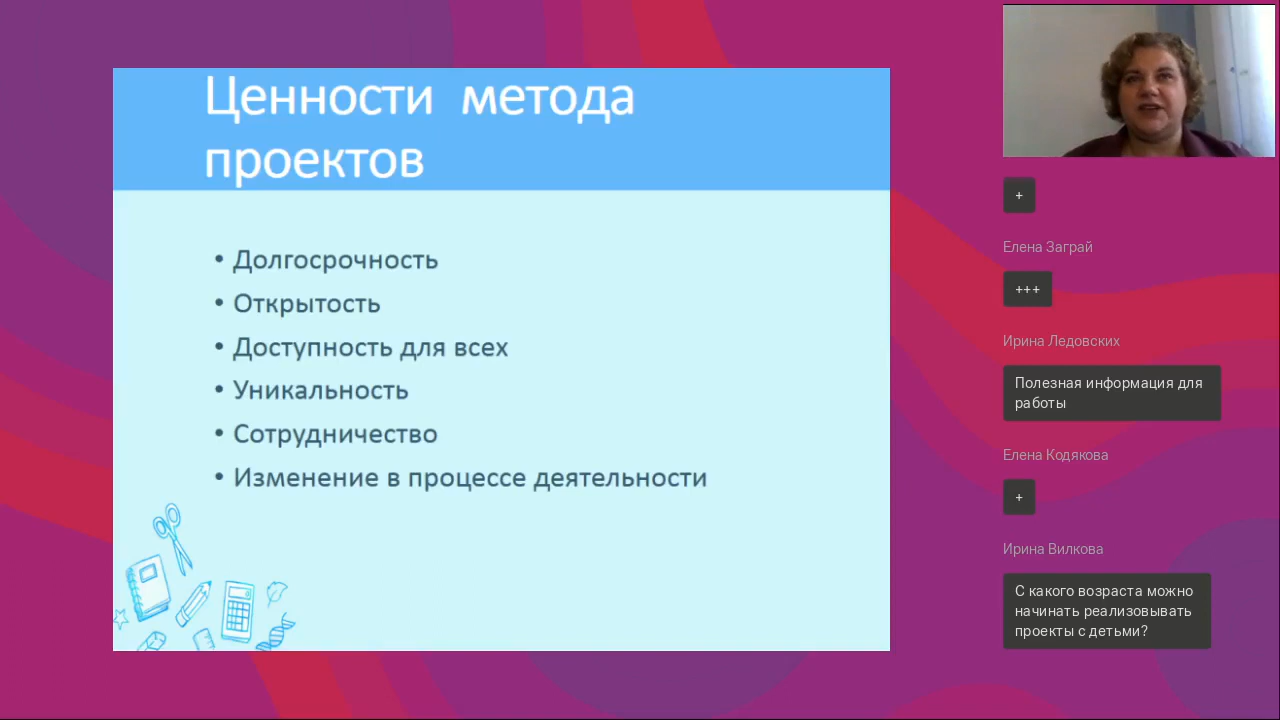 Ценности метода
проектов
• Долгосрочность
• Открытость
• Доступность для всех
• Уникальность
• Сотрудничество
• Изменение в процессе деятельности
+
Елена Заграй
+++
Ирина Ледовских
Полезная информация для
работы
Елена Кодякова
+
Ирина Вилкова
С какого возраста можно
начинать реализовывать
проекты с детьми?